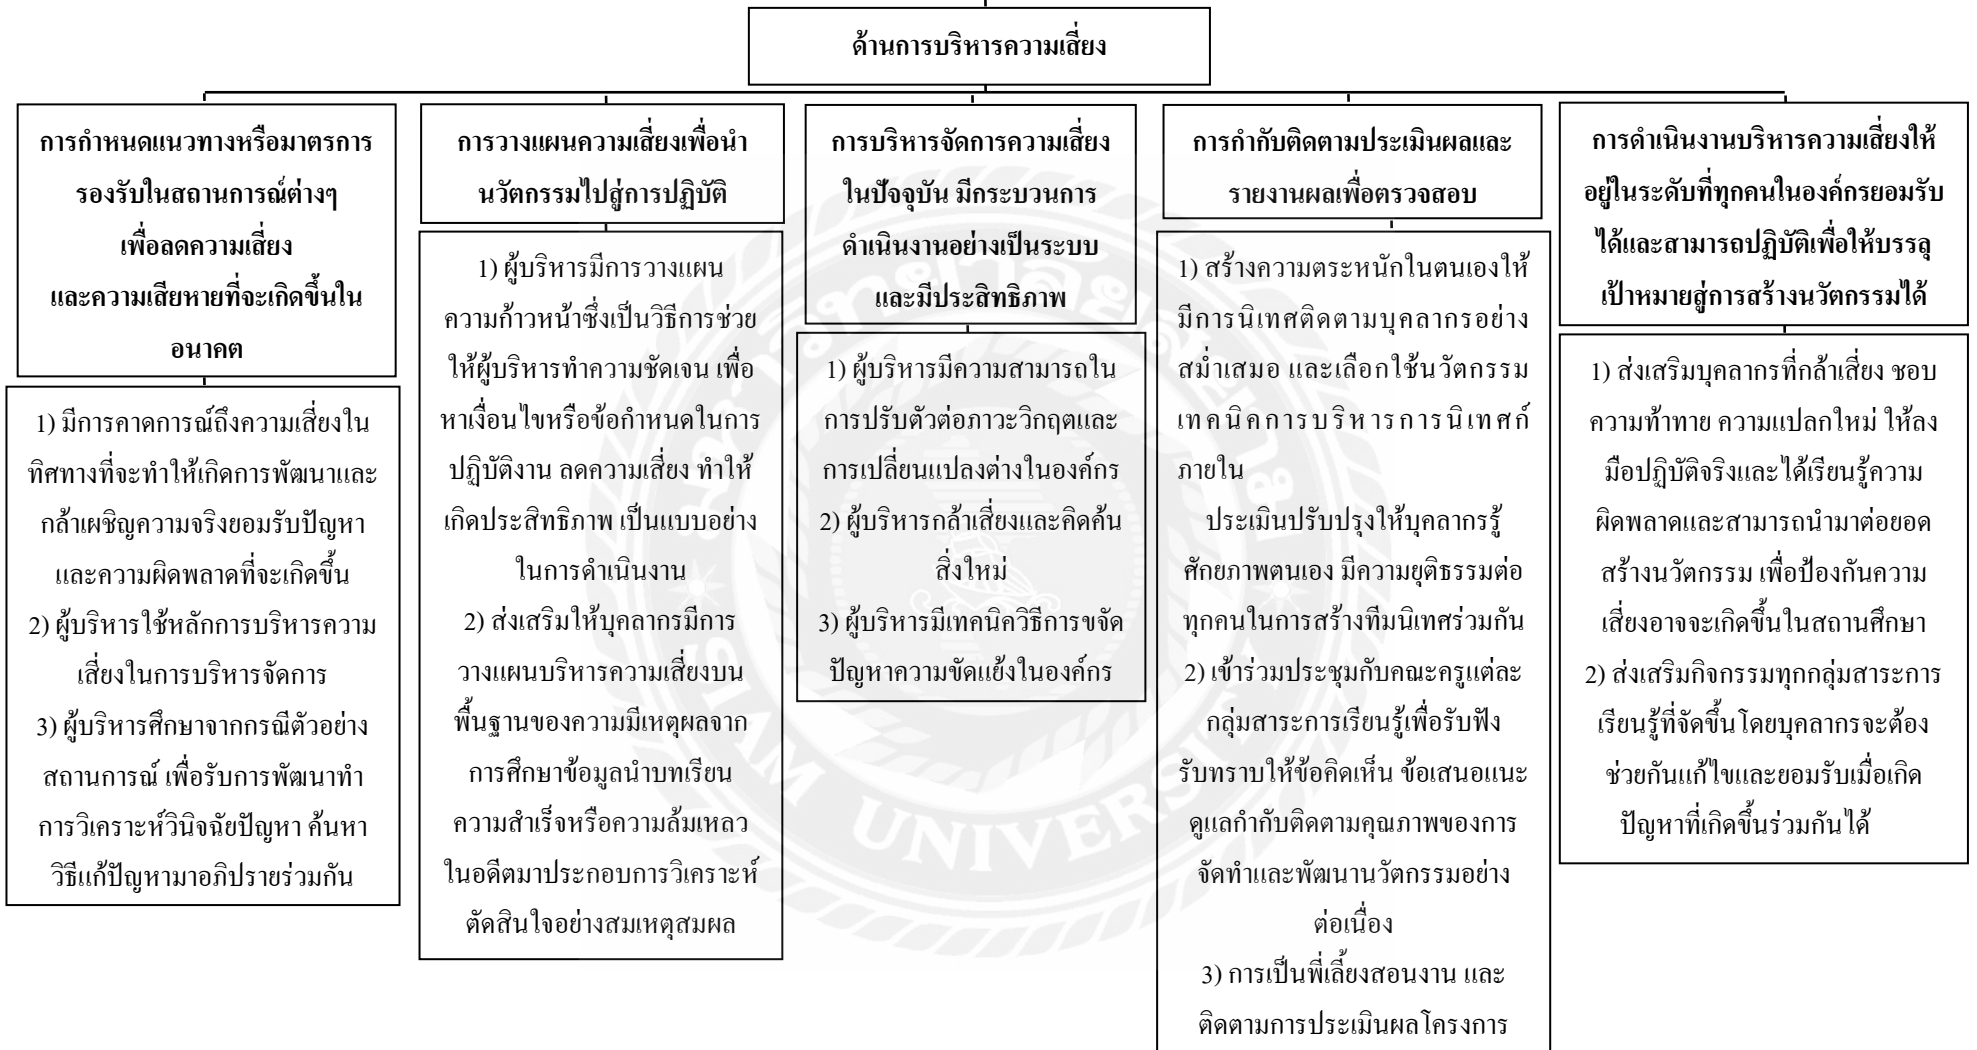 ด้านการบริหารความเสี่ยง
การกำหนดแนวทางหรือมาตรการ
รองรับในสถานการณ์ต่างๆ
เพื่อลดความเสี่ยง
และความเสียหายที่จะเกิดขึ้นใน
อนาคต
1) มีการคาดการณ์ถึงความเสี่ยงใน
ทิศทางที่จะทำให้เกิดการพัฒนาและ
กล้าเผชิญความจริงยอมรับปัญหา
และความผิดพลาดที่จะเกิดขึ้น
2) ผู้บริหารใช้หลักการบริหารความ
เสี่ยงในการบริหารจัดการ
3) ผู้บริหารศึกษาจากกรณีตัวอย่าง
สถานการณ์ เพื่อรับการพัฒนาทำ
การวิเคราะห์วินิจฉัยปัญหา ค้นหา
วิธีแก้ปัญหามาอภิปรายร่วมกัน
การวางแผนความเสี่ยงเพื่อนำ
นวัตกรรมไปสู่การปฏิบัติ
1) ผู้บริหารมีการวางแผน
ความก้าวหน้าซึ่งเป็นวิธีการช่วย
ให้ผู้บริหารทำความชัดเจน เพื่อ
หาเงื่อนไขหรือข้อกำหนดในการ
ปฏิบัติงาน ลดความเสี่ยง ทำให้
เกิดประสิทธิภาพ เป็นแบบอย่าง
ในการดำเนินงาน
2) ส่งเสริมให้บุคลากรมีการ
วางแผนบริหารความเสี่ยงบน
พื้นฐานของความมีเหตุผลจาก
การศึกษาข้อมูลนำบทเรียน
ความสำเร็จหรือความล้มเหลว
ในอดีตมาประกอบการวิเคราะห์
ตัดสินใจอย่างสมเหตุสมผล
การบริหารจัดการความเสี่ยง
ในปัจจุบัน มีกระบวนการ
ดำเนินงานอย่างเป็นระบบ
และมีประสิทธิภาพ
1) ผู้บริหารมีความสามารถใน
การปรับตัวต่อภาวะวิกฤตและ
การเปลี่ยนแปลงต่างในองค์กร
2) ผู้บริหารกล้าเสี่ยงและคิดค้น
สิ่งใหม่
3) ผู้บริหารมีเทคนิควิธีการขจัด
ปัญหาความขัดแย้งในองค์กร
การกำกับติดตามประเมินผลและ
รายงานผลเพื่อตรวจสอบ
1) สร้างความตระหนักในตนเองให้
มีการนิเทศติดตามบุคลากรอย่าง
สม่ำเสมอ และเลือกใช้นวัตกรรม
เทคนิคการบริหารการนิเทศก์
ภายใน
ประเมินปรับปรุงให้บุคลากรรู้
ศักยภาพตนเอง มีความยุติธรรมต่อ
ทุกคนในการสร้างทีมนิเทศร่วมกัน
2) เข้าร่วมประชุมกับคณะครูแต่ละ
กลุ่มสาระการเรียนรู้เพื่อรับฟัง
รับทราบให้ข้อคิดเห็น ข้อเสนอแนะ
ดูแลกำกับติดตามคุณภาพของการ
จัดทำและพัฒนานวัตกรรมอย่าง
ต่อเนื่อง
3) การเป็นพี่เลี้ยงสอนงาน และ
ติดตามการประเมินผลโครงการ
การดำเนินงานบริหารความเสี่ยงให้
อยู่ในระดับที่ทุกคนในองค์กรยอมรับ
ได้และสามารถปฏิบัติเพื่อให้บรรลุ
เป้าหมายสู่การสร้างนวัตกรรมได้
1) ส่งเสริมบุคลากรที่กล้าเสี่ยง ชอบ
ความท้าทาย ความแปลกใหม่ ให้ลง
มือปฏิบัติจริงและได้เรียนรู้ความ
ผิดพลาดและสามารถนำมาต่อยอด
สร้างนวัตกรรม เพื่อป้องกันความ
เสี่ยงอาจจะเกิดขึ้นในสถานศึกษา
2) ส่งเสริมกิจกรรมทุกกลุ่มสาระการ
เรียนรู้ที่จัดขึ้นโดยบุคลากรจะต้อง
ช่วยกันแก้ไขและยอมรับเมื่อเกิด
ปัญหาที่เกิดขึ้นร่วมกันได้
มหาวิทยาลัยสยาม
SIAM UNIVERSITY